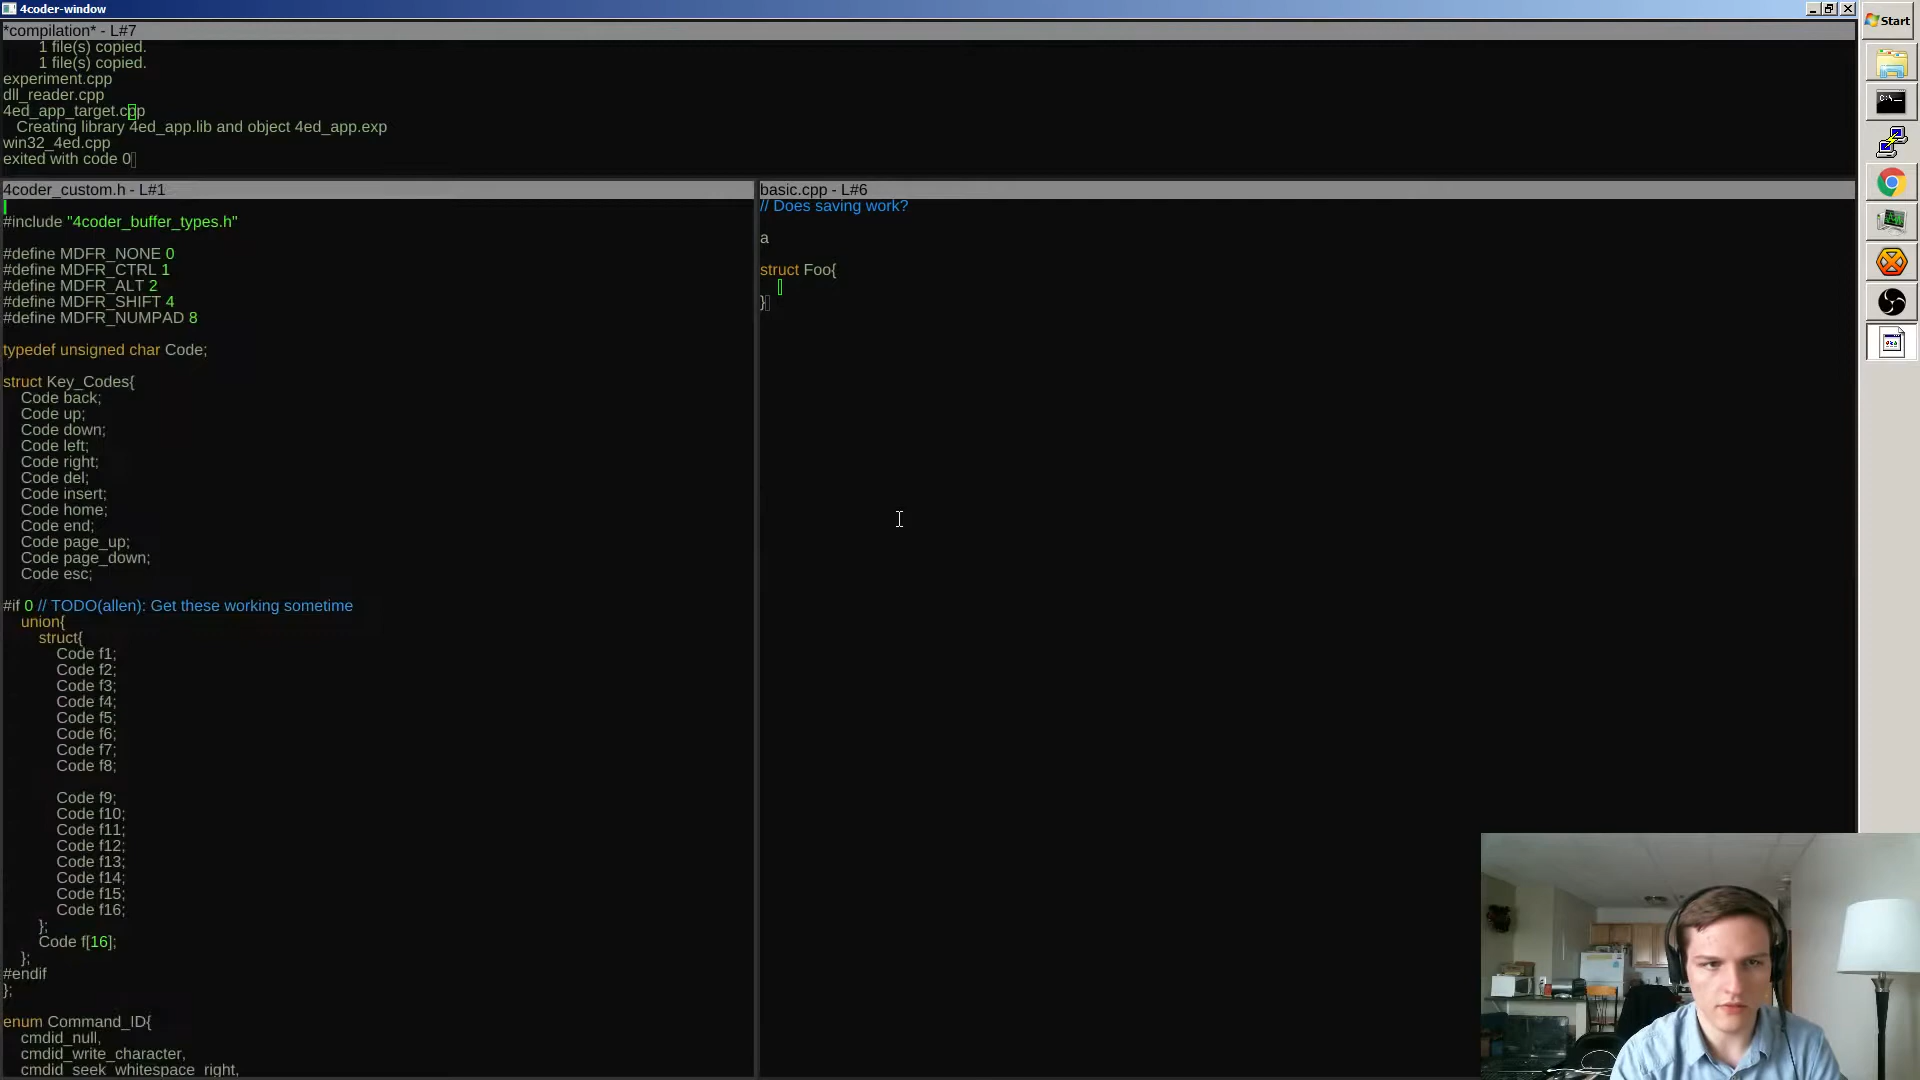 4coder-window
Start
*compilation* - L#7
1 file(s) copied.
1 file(s) copied.
experiment.cpp
dll_reader.cpp
4ed_app_target.cpp
Creating library 4ed_app.lib and object 4ed_app.exp
win32_4ed.cpp
exited with code 0
4coder_custom.h - L#1
#include "4coder_buffer_types.h"
#define MDFR_NONE 0
#define MDFR_CTRL 1
#define MDFR_ALT 2
#define MDFR_SHIFT 4
#define MDFR_NUMPAD 8
typedef unsigned char Code;
struct Key_Codes{
Code back;
Code up;
Code down;
Code left;
Code right;
Code del;
Code insert;
Code home;
Code end;
Code page_up;
Code page_down;
Code esc;
#if 0 // TODO(allen): Get these working sometime
union{
struct{
Code f1;
Code f2;
Code f3;
Code f4;
Code f5;
Code f6;
Code f7;
Code f8;
Code f9;
Code f10;
Code f11;
Code f12;
Code f13;
Code f14;
Code f15;
Code f16;
};
Code f[16];
};
#endif
};
enum Command_ID{
cmdid_null,
cmdid_write_character,
cmdid_seek_whitespace_right,
basic.cpp - L#6
// Does saving work?
a
struct Foo{
}